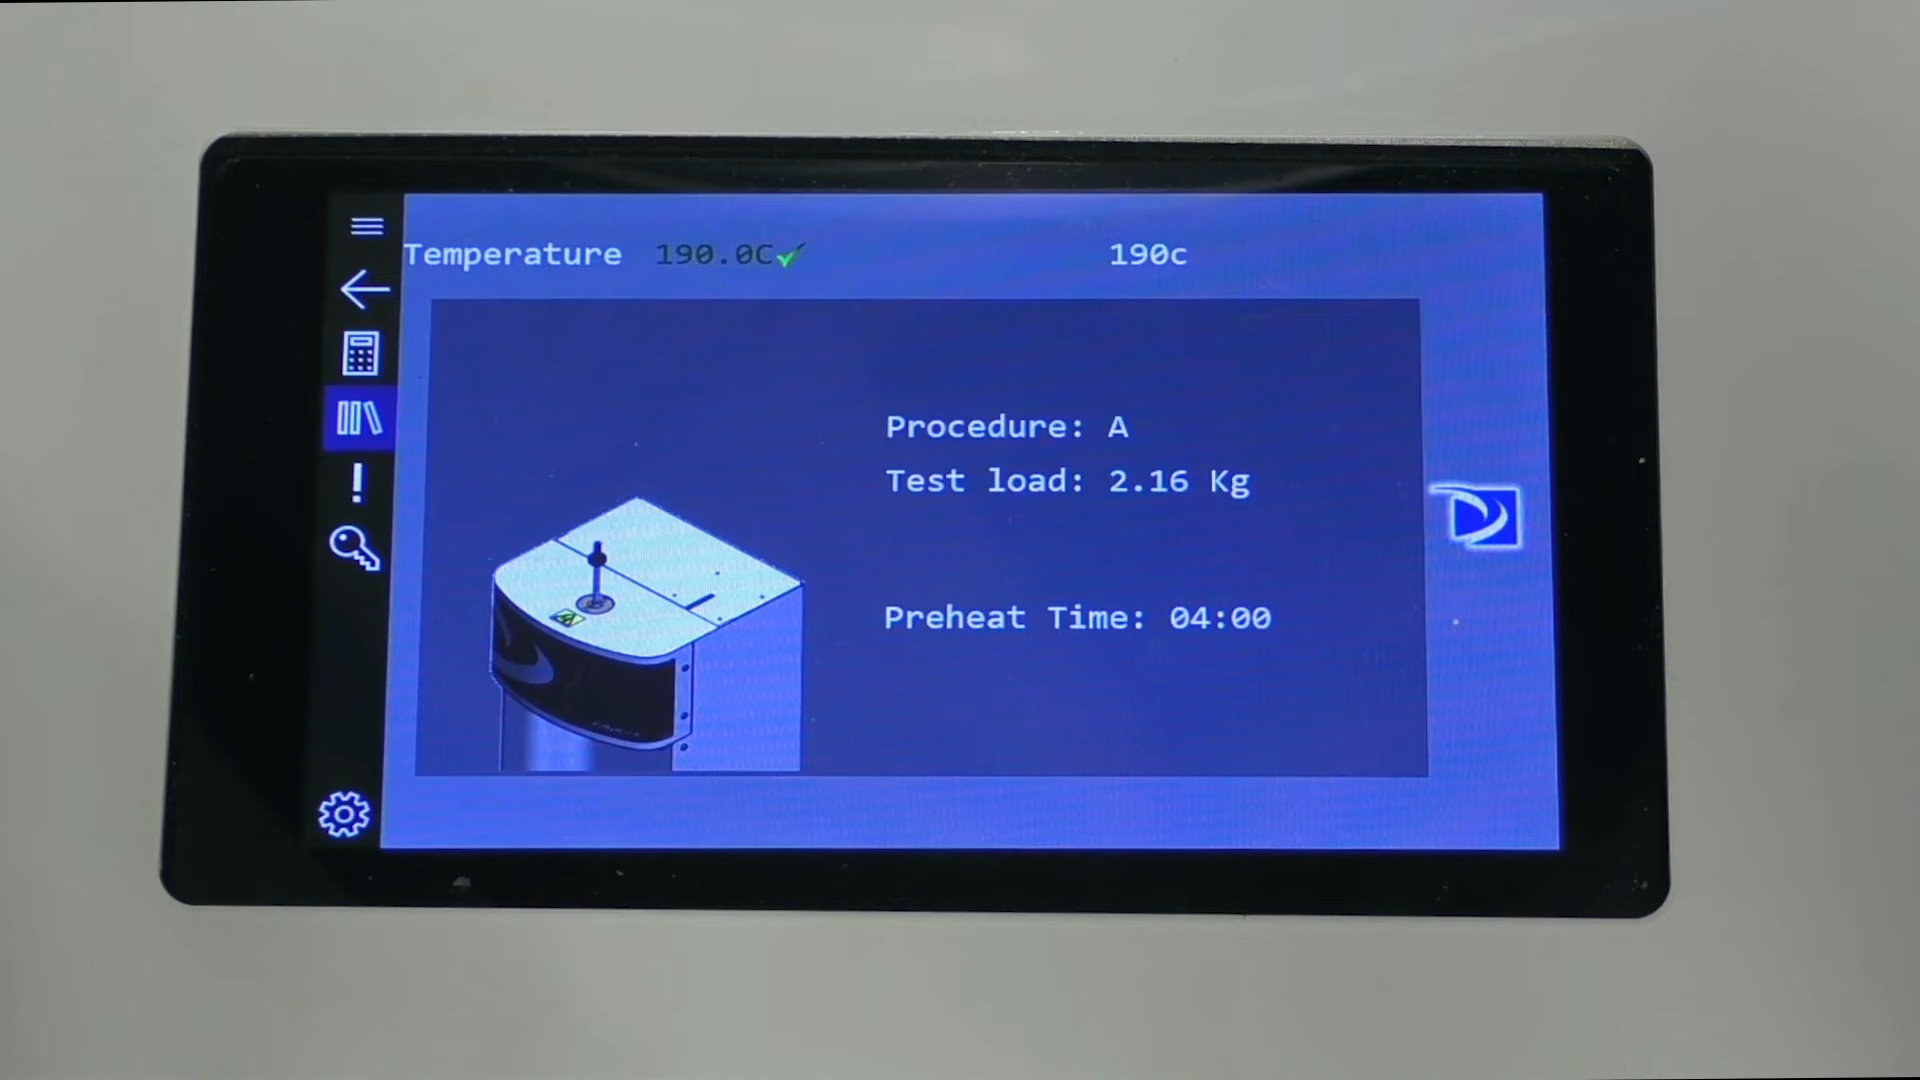 Temperature 190.0C 190c
Procedure: A
Test load: 2.16 Kg
Preheat Time: 04:00